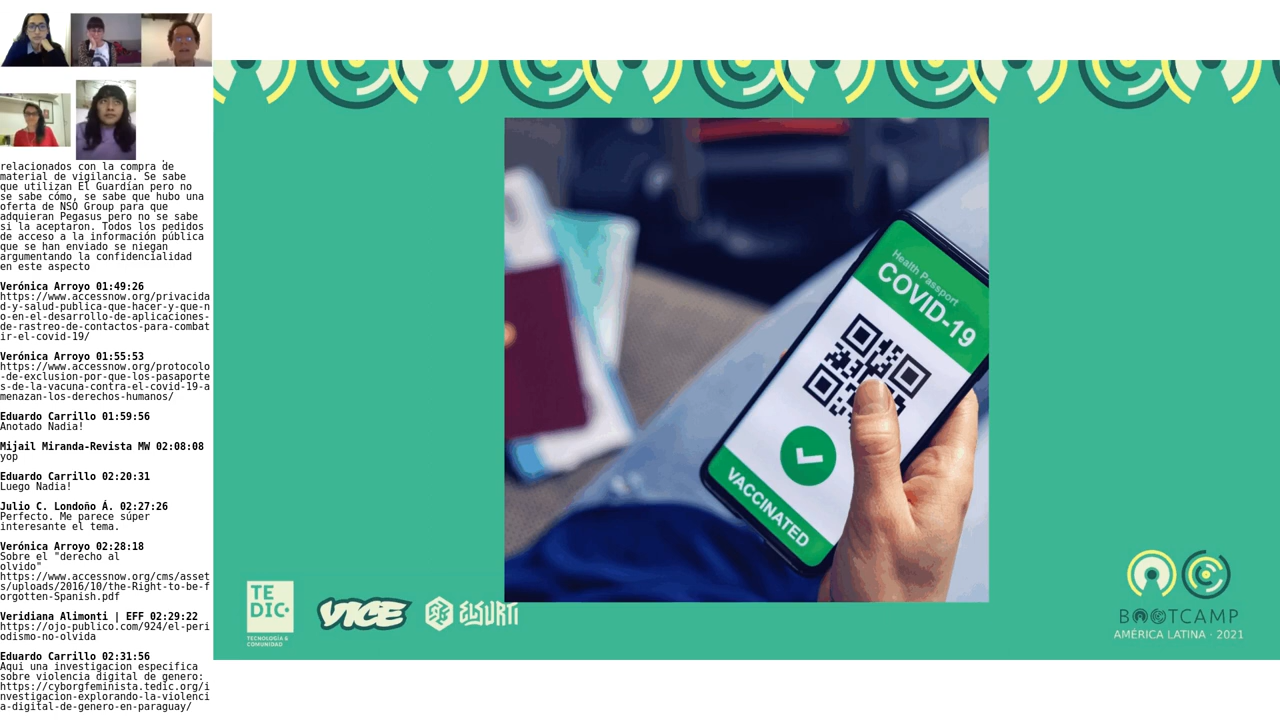 relacionados con la compra de
material de vigilancia. Se sabe
que utilizan El Guardían pero no
se sabe cómo, se sabe que hubo una
oferta de NSO Group para que
adquieran Pegasus pero no se sabe
si la aceptaron. Todos los pedidos
de acceso a la información pública
que se han enviado se niegan
argumentando la confidencialidad
en este aspecto
Verónica Arroyo 01:49:26
https://www.accessnow.org/privacida
d-y-salud-publica-que-hacer-y-que-n
o-en-el-desarrollo-de-aplicaciones-
de-rastreo-de-contactos-para-combat
ir-el-covid-19/
Verónica Arroyo 01:55:53
https://www.accessnow.org/protocolo
-de-exclusion-por-que-los-pasaporte
s-de-la-vacuna-contra-el-covid-19-a
menazan-los-derechos-humanos/
Eduardo Carrillo 01:59:56
Anotado Nadia!
Mijail Miranda-Revista MW 02:08:08
yop
Eduardo Carrillo 02:20:31
Luego Nadia!
Julio C. Londoño Á. 02:27:26
Perfecto. Me parece súper
interesante el tema.
Verónica Arroyo 02:28:18
Sobre el "derecho al
olvido"
https://www.accessnow.org/cms/asset
s/uploads/2016/10/the-Right-to-be-f
orgotten-Spanish.pdf
Veridiana Alimonti | EFF 02:29:22
https://ojo-publico.com/924/el-peri
odismo-no-olvida
Eduardo Carrillo 02:31:56
Aqui una investigacion especifica
sobre violencia digital de genero:
https://cyborgfeminista.tedic.org/i
nvestigacion-explorando-la-violenci
a-digital-de-genero-en-paraguay/
Health Passport
COVID-19
VACCINATED
TE
DIC
TECNOLOGÍA &
COMUNIDAD
VICE
ELSURTI
BOOTCAMP
AMÉRICA LATINA · 2021